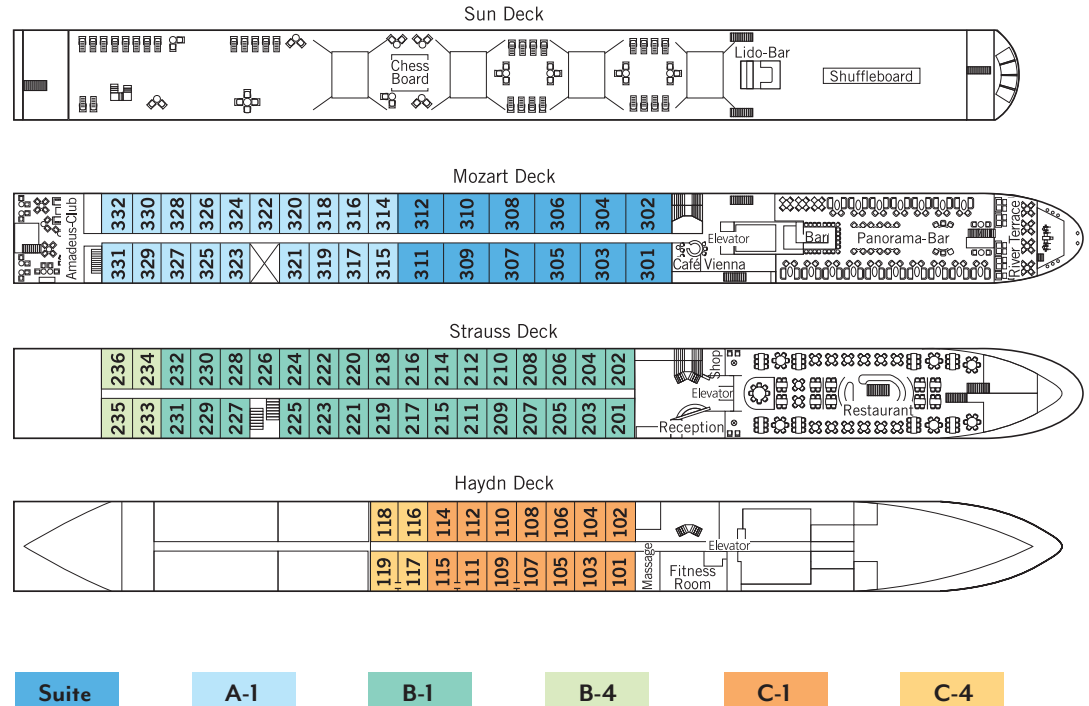 Sun Deck
Chess
Board
Lido-Bar
Shuffleboard
Mozart Deck
Amadeus-Club
332 330 328 326 324 322 320 318 316 314 312 310 308 306 304 302
331 329 327 325 323 321 319 317 315 311 309 307 305 303 301
Elevator
Café Vienna
Bar
Panorama-Bar
River Terrace
Strauss Deck
236 234 232 230 228 226 224 222 220 218 216 214 212 210 208 206 204 202
235 233 231 229 227 225 223 221 219 217 215 211 209 207 205 203 201
Shop
Elevator
Reception
Restaurant
Haydn Deck
118 116 114 112 110 108 106 104 102
119 117 115 111 109 107 105 103 101
Massage
Elevator
Fitness
Room
Suite A-1 B-1 B-4 C-1 C-4